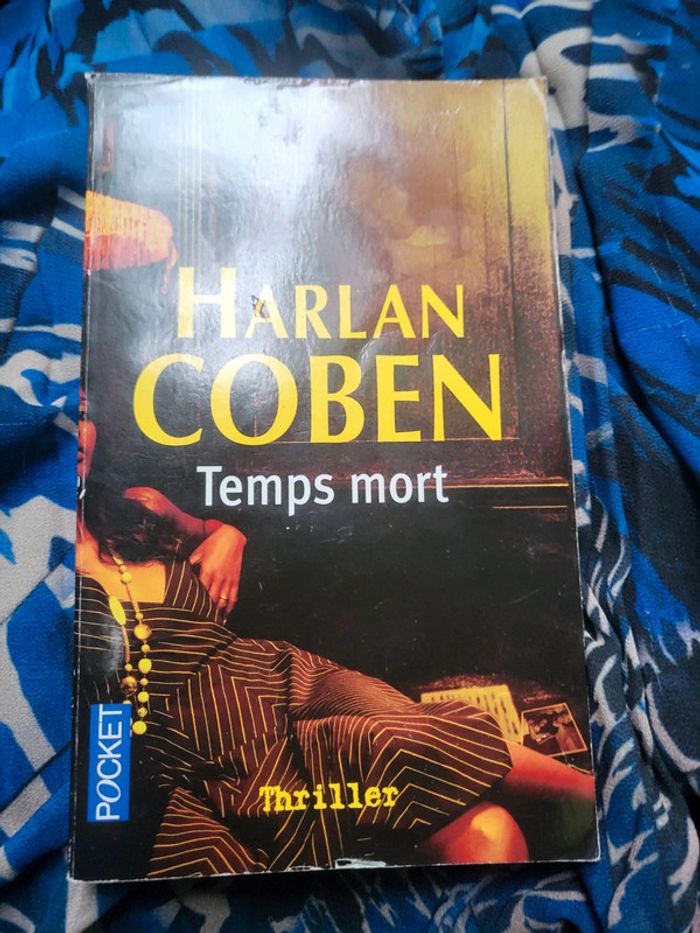 HARLAN
COBEN
Temps mort
POCKET
Thriller